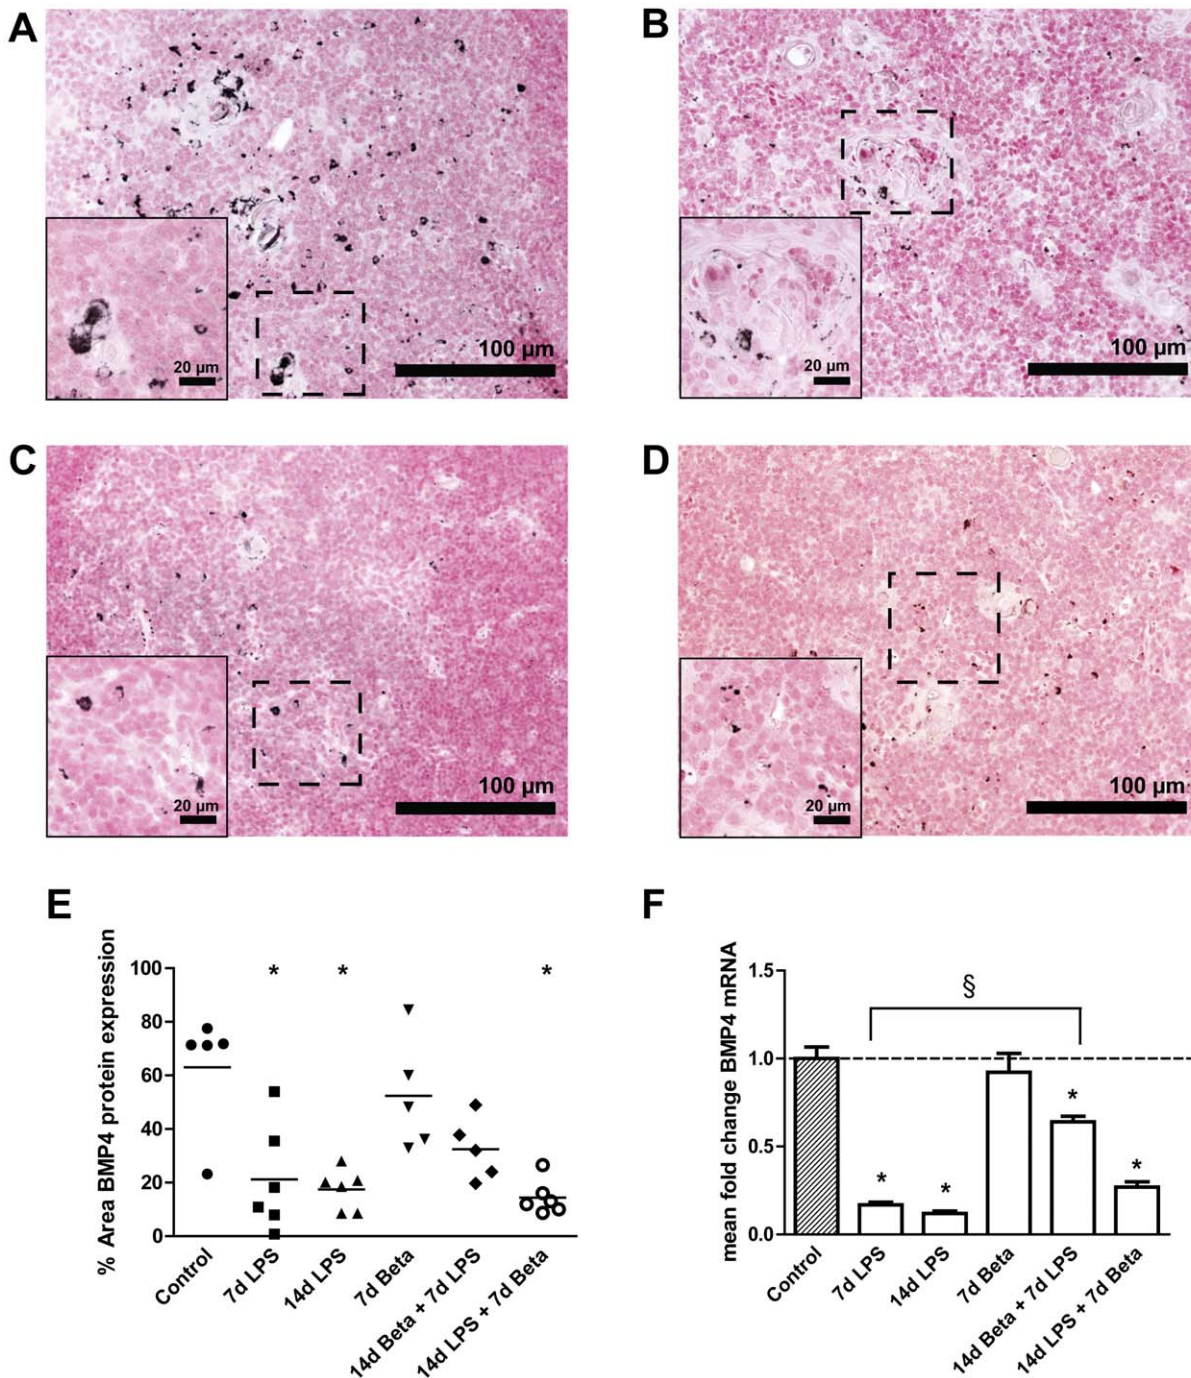 A
B
100 µm
20 µm
100 µm
20 µm
C
D
100 µm
20 µm
100 µm
20 µm
E
F
% Area BMP4 protein expression
100
80
60
40
20
0
* * *
Control
7d LPS
14d LPS
7d Beta
14d Beta + 7d LPS
14d LPS + 7d Beta
mean fold change BMP4 mRNA
1.5
1.0
0.5
0.0
§
* * * *
Control
7d LPS
14d LPS
7d Beta
14d Beta + 7d LPS
14d LPS + 7d Beta